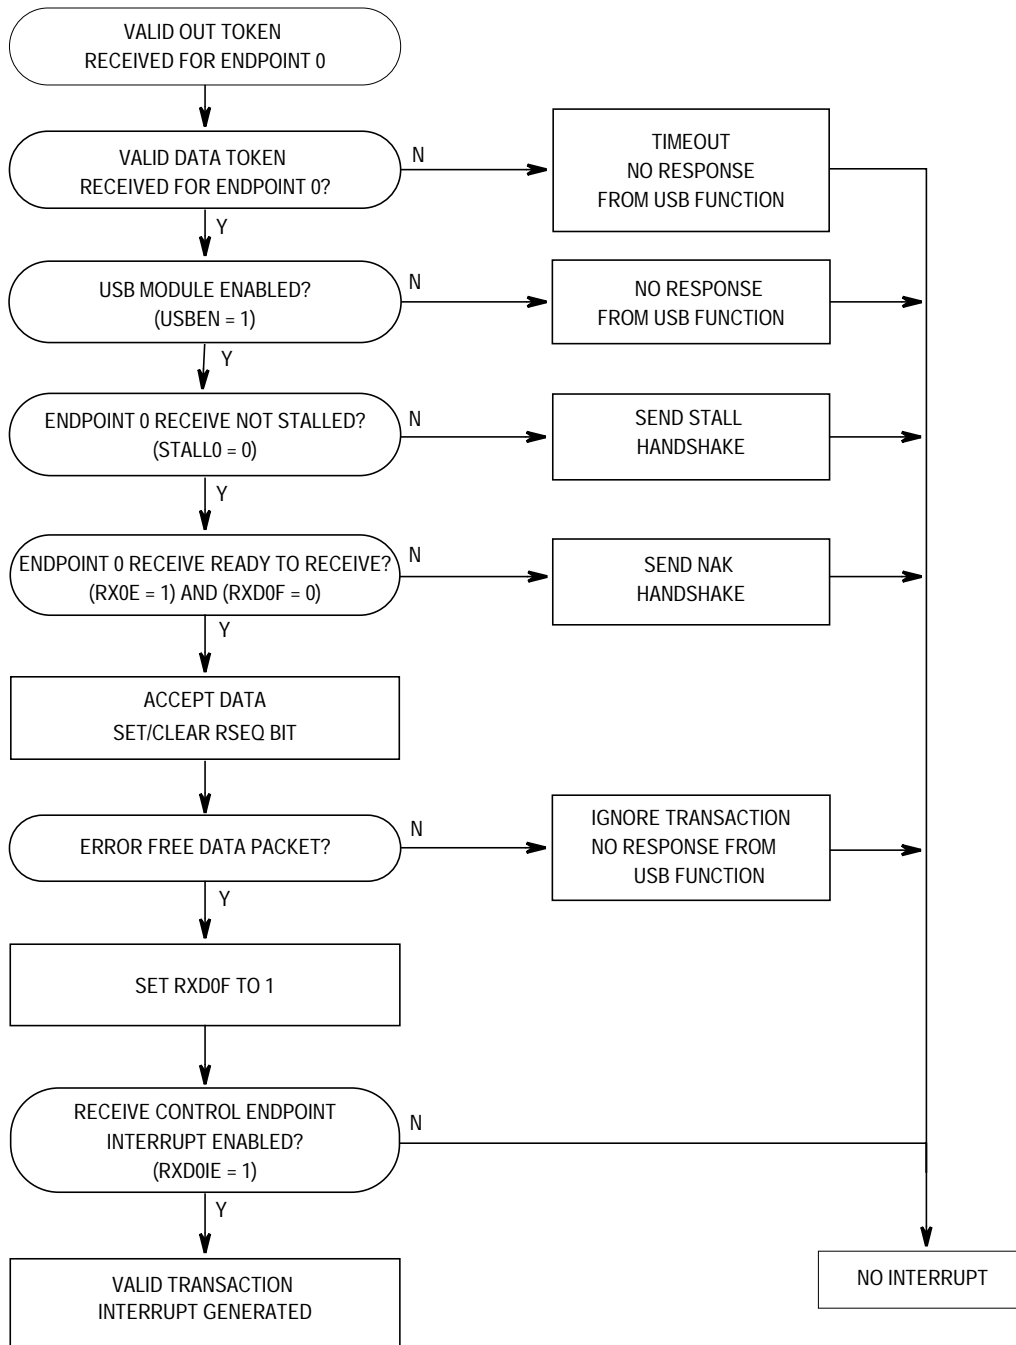 VALID OUT TOKEN
RECEIVED FOR ENDPOINT 0
VALID DATA TOKEN
RECEIVED FOR ENDPOINT 0?
N
TIMEOUT
NO RESPONSE
FROM USB FUNCTION
Y
USB MODULE ENABLED?
(USBEN = 1)
N
NO RESPONSE
FROM USB FUNCTION
Y
ENDPOINT 0 RECEIVE NOT STALLED?
(STALL0 = 0)
N
SEND STALL
HANDSHAKE
Y
ENDPOINT 0 RECEIVE READY TO RECEIVE?
(RX0E = 1) AND (RXD0F = 0)
N
SEND NAK
HANDSHAKE
Y
ACCEPT DATA
SET/CLEAR RSEQ BIT
ERROR FREE DATA PACKET?
N
IGNORE TRANSACTION
NO RESPONSE FROM
USB FUNCTION
Y
SET RXD0F TO 1
RECEIVE CONTROL ENDPOINT
INTERRUPT ENABLED?
(RXD0IE = 1)
N
Y
VALID TRANSACTION
INTERRUPT GENERATED
NO INTERRUPT